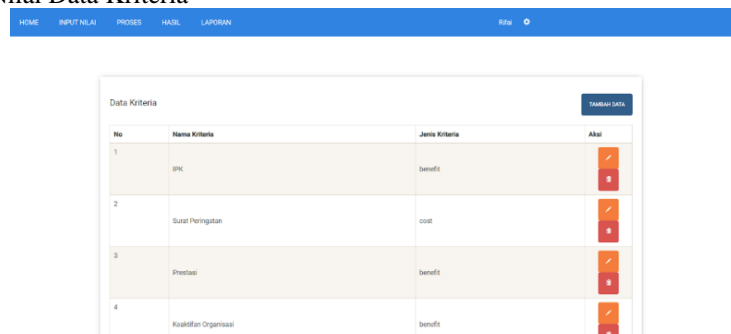 Nilai Data Kriteria
HOME INPUT NILAI PROSES HASIL LAPORAN Rifai
Data Kriteria TAMBAH DATA
No Nama Kriteria Jenis Kriteria Aksi
1 IPK benefit
2 Surat Peringatan cost
3 Prestasi benefit
4 Keaktifan Organisasi benefit